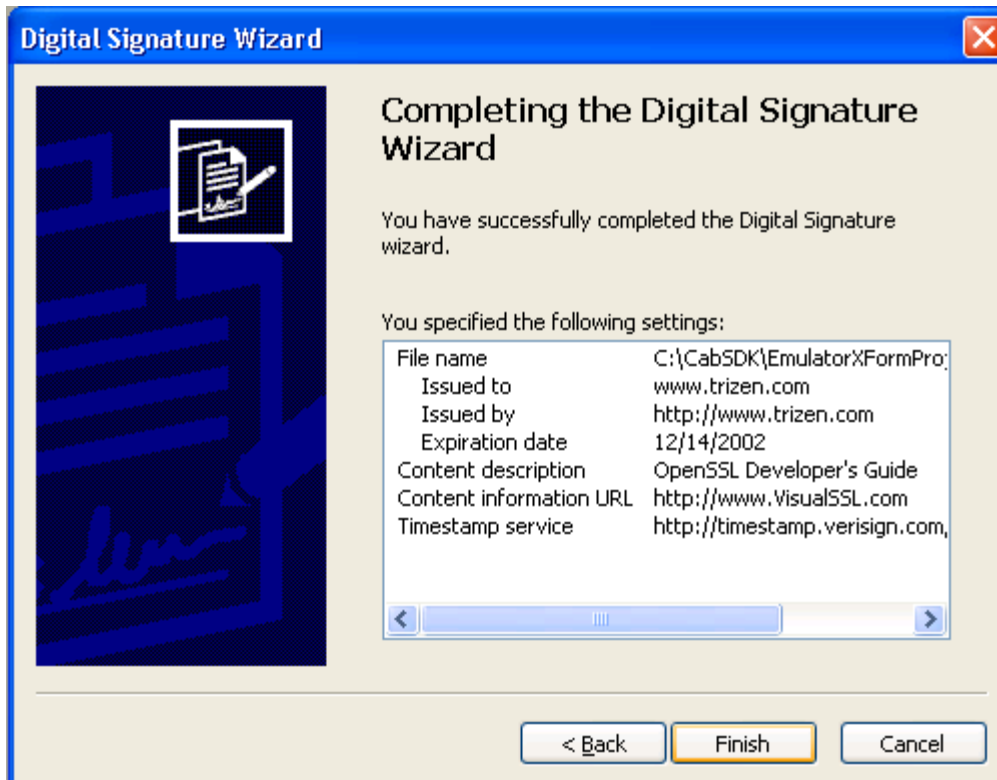 Digital Signature Wizard
Completing the Digital Signature
Wizard
You have successfully completed the Digital Signature
wizard.
You specified the following settings:
File name C:\CabSDK\EmulatorXFormProj
Issued to www.trizen.com
Issued by http://www.trizen.com
Expiration date 12/14/2002
Content description OpenSSL Developer's Guide
Content information URL http://www.VisualSSL.com
Timestamp service http://timestamp.verisign.com,
< Back Finish Cancel